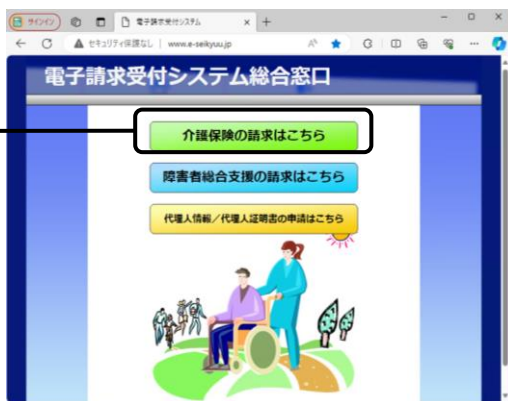 サインイン
電子請求受付システム
セキュリティ保護なし | www.e-seikyuu.jp
電子請求受付システム総合窓口
介護保険の請求はこちら
障害者総合支援の請求はこちら
代理人情報／代理人証明書の申請はこちら